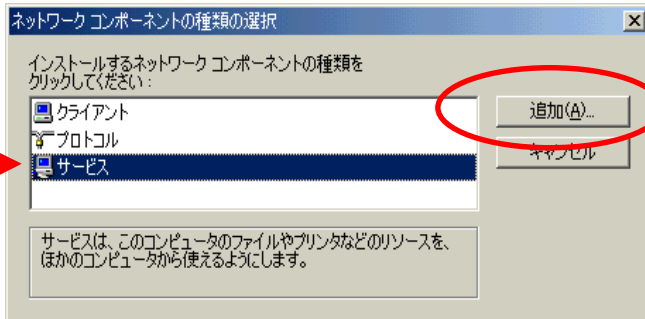 ネットワーク コンポーネントの種類の選択
インストールするネットワーク コンポーネントの種類を
クリックしてください:
クライアント
プロトコル
サービス
追加(A)...
キャンセル
サービスは、このコンピュータのファイルやプリンタなどのリソースを、
ほかのコンピュータから使えるようにします。